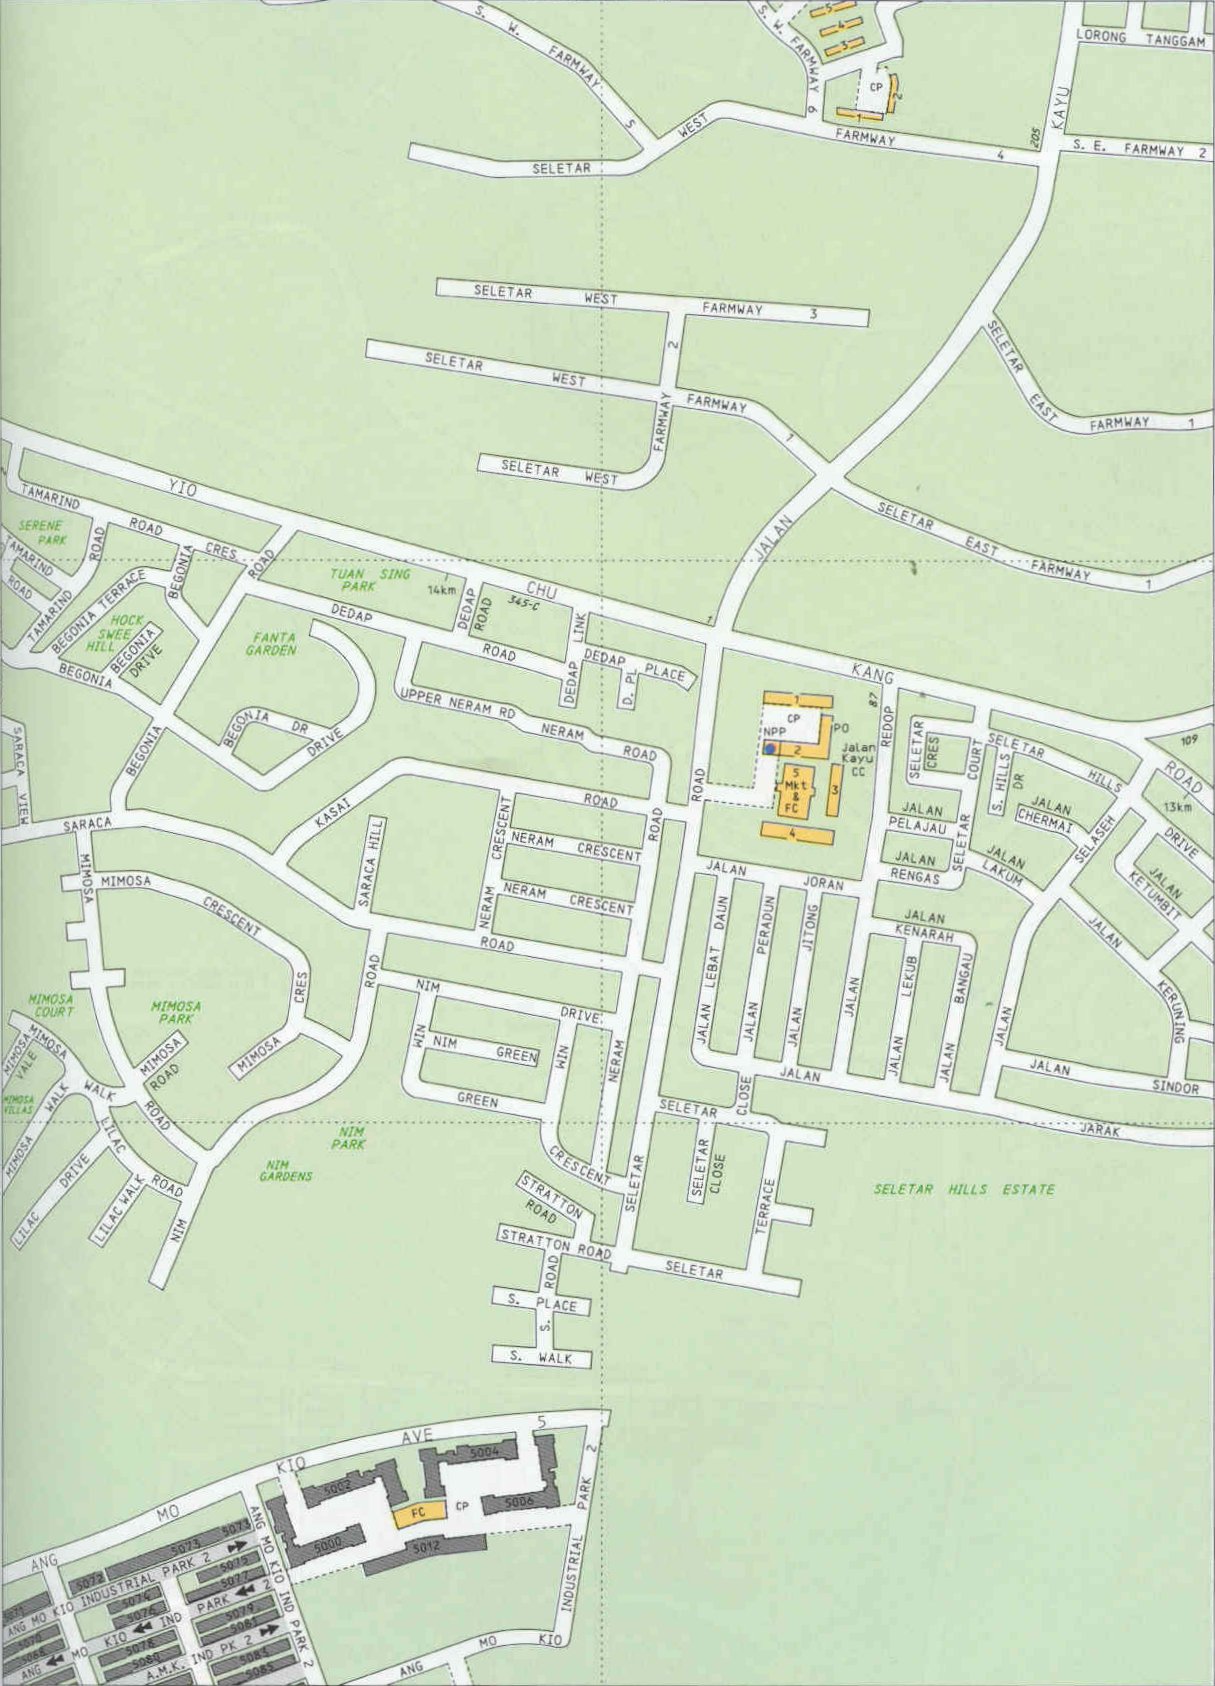 S. W. FARMWAY 5
S. W. FARMWAY 6
5
4
3
F
CP
2
1
LORONG TANGGAM
KAYU
205
S. E. FARMWAY 2
SELETAR WEST FARMWAY 4
SELETAR WEST FARMWAY 3
SELETAR WEST FARMWAY 1
SELETAR WEST FARMWAY 2
SELETAR EAST FARMWAY 1
JALAN
SELETAR EAST FARMWAY 1
YIO CHU KANG ROAD
TAMARIND ROAD
SERENE PARK
TAMARIND ROAD
TAMARIND ROAD
BEGONIA TERRACE
BEGONIA CRES
ROAD
HOCK SWEE HILL
BEGONIA DRIVE
BEGONIA
BEGONIA
FANTA GARDEN
BEGONIA DR
DRIVE
TUAN SING PARK
14km
345-C
DEDAP ROAD
DEDAP ROAD
DEDAP LINK
DEDAP PLACE
D. PL
1
UPPER NERAM RD
NERAM ROAD
ROAD
87
1
CP
NPP
PO
2
Jalan Kayu CC
5
Mkt & FC
3
4
REDOP
SELETAR CRES
SELETAR COURT
SELETAR HILLS DRIVE
S. HILLS DR
109
13km
JALAN PELAJAU
JALAN RENGAS
SELETAR
JALAN CHERMAI
JALAN LAKUM
SELASEH
JALAN KETUMBIT
SARACA VIEW
SARACA ROAD
KASAI ROAD
SARACA HILL
NERAM CRESCENT
NERAM CRESCENT
NERAM CRESCENT
ROAD
JALAN JORAN
JALAN LEBAT DAUN
JALAN PERADUN
JALAN JITONG
JALAN
JALAN KENARAH
JALAN LEKUB
JALAN BANGAU
JALAN
JALAN KERUNING
JALAN SINDOR
JALAN JARAK
MIMOSA
MIMOSA CRESCENT
MIMOSA CRES
MIMOSA COURT
MIMOSA PARK
MIMOSA VALE
MIMOSA WALK
MIMOSA VILLAS
MIMOSA WALK
MIMOSA ROAD
ROAD
LILAC ROAD
LILAC DRIVE
LILAC WALK
NIM ROAD
NIM DRIVE
WIN
NIM GREEN
WIN
GREEN
NERAM
CRESCENT
NIM PARK
NIM GARDENS
SELETAR CLOSE
SELETAR CLOSE
SELETAR
TERRACE
SELETAR
SELETAR HILLS ESTATE
STRATTON ROAD
STRATTON ROAD
S. ROAD
S. PLACE
S. WALK
ANG MO KIO AVE 5
5004
5002
FC
CP
5006
5000
5012
ANG MO KIO INDUSTRIAL PARK 2
ANG MO KIO IND PARK 2
5073
5073
5072
ANG MO KIO INDUSTRIAL PARK 2
5075
5077
5074
5076
ANG MO KIO IND PARK 2
5079
5081
5078
5080
A.M.K. IND PK 2
5083
5085
5071